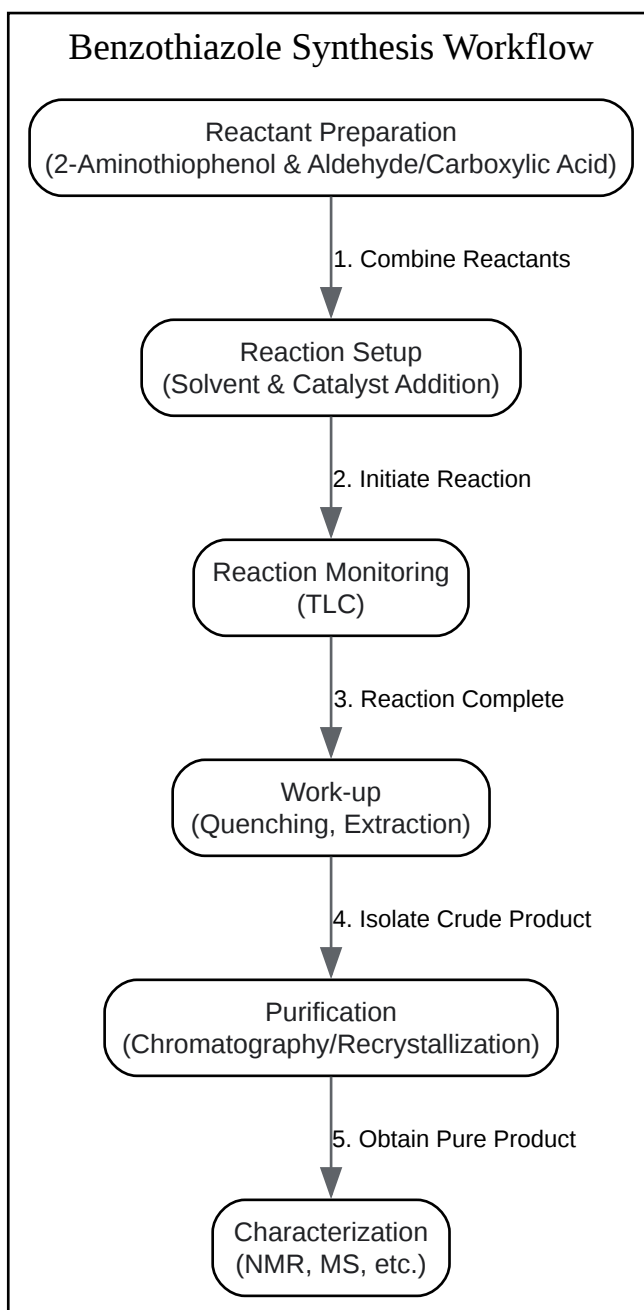 Benzothiazole Synthesis Workflow
Reactant Preparation
(2-Aminothiophenol & Aldehyde/Carboxylic Acid)
1. Combine Reactants
Reaction Setup
(Solvent & Catalyst Addition)
2. Initiate Reaction
Reaction Monitoring
(TLC)
3. Reaction Complete
Work-up
(Quenching, Extraction)
4. Isolate Crude Product
Purification
(Chromatography/Recrystallization)
5. Obtain Pure Product
Characterization
(NMR, MS, etc.)